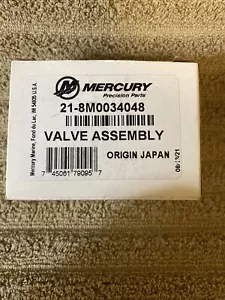 MERCURY
Precision Parts
21-8M0034048
VALVE ASSEMBLY
ORIGIN JAPAN
7 45061 79095 7
Mercury Marine, Fond du Lac, WI 54935 U.S.A.